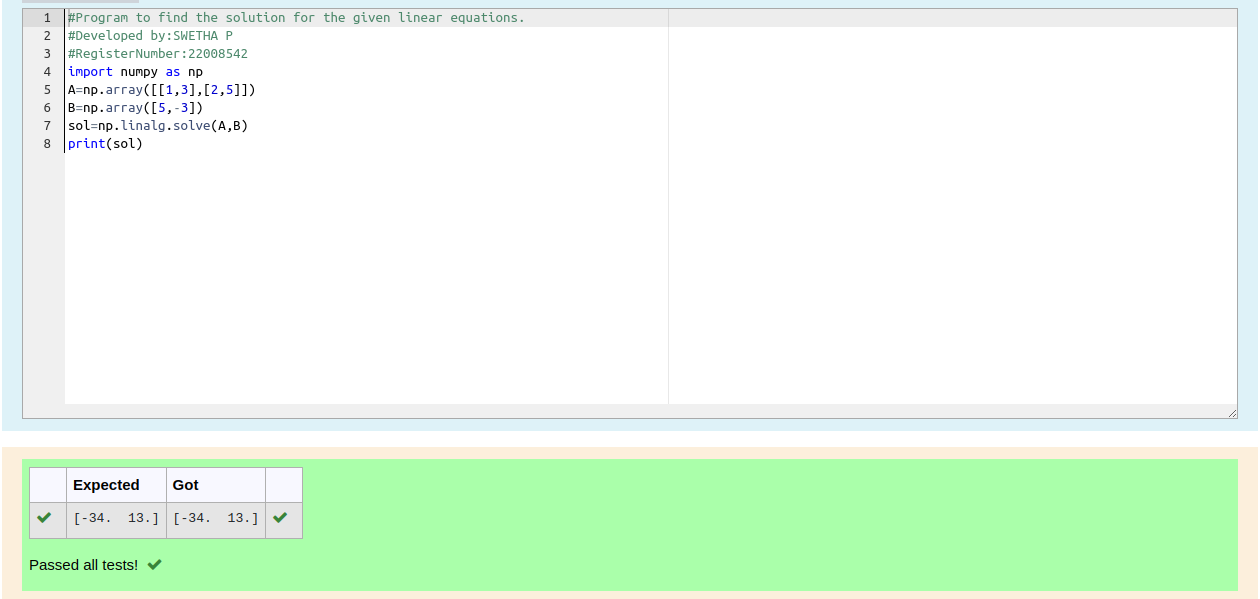 1 #Program to find the solution for the given linear equations.
2 #Developed by:SWETHA P
3 #RegisterNumber:22008542
4 import numpy as np
5 A=np.array([[1,3],[2,5]])
6 B=np.array([5,-3])
7 sol=np.linalg.solve(A,B)
8 print(sol)
Expected Got
[-34.  13.] [-34.  13.]
Passed all tests!